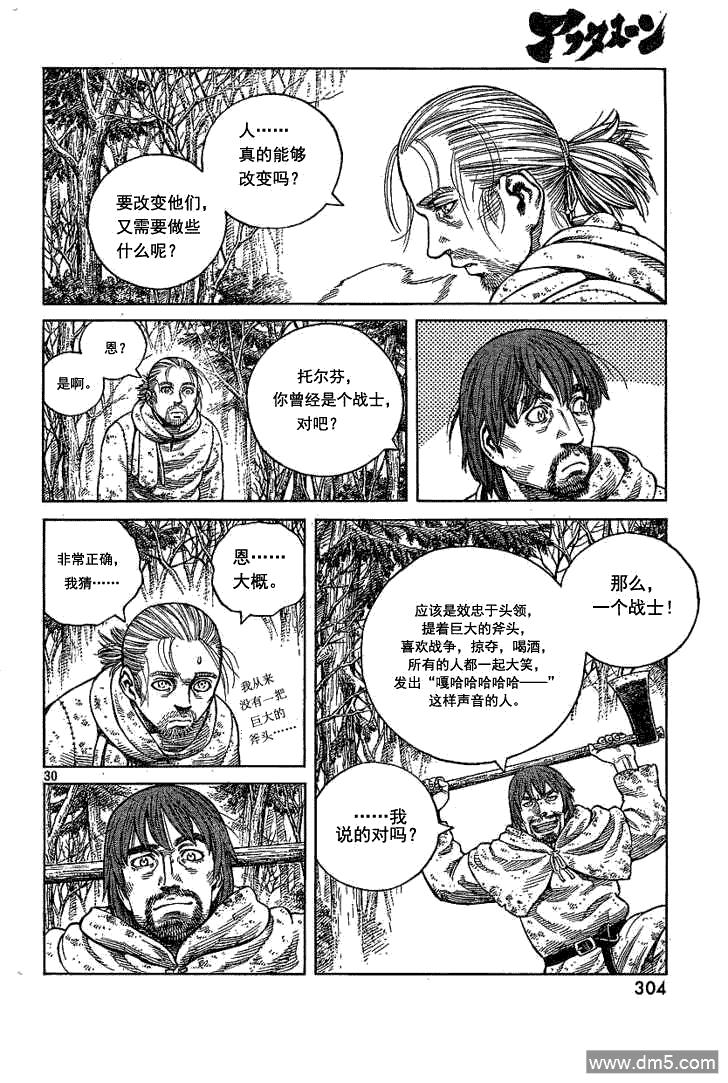 アフタヌーン
人……
真的能够
改变吗？
要改变他们，
又需要做些
什么呢？
托尔芬，
你曾经是个战士，
对吧？
恩？
是啊。
恩……
大概。
非常正确，
我猜……
我从来
没有一把
巨大的
斧头……
那么，
一个战士！
应该是效忠于头领，
提着巨大的斧头，
喜欢战争，掠夺，喝酒，
所有的人都一起大笑，
发出“嘎哈哈哈哈哈——”
这样声音的人。
……我
说的对吗？
30
304
www.dm5.com